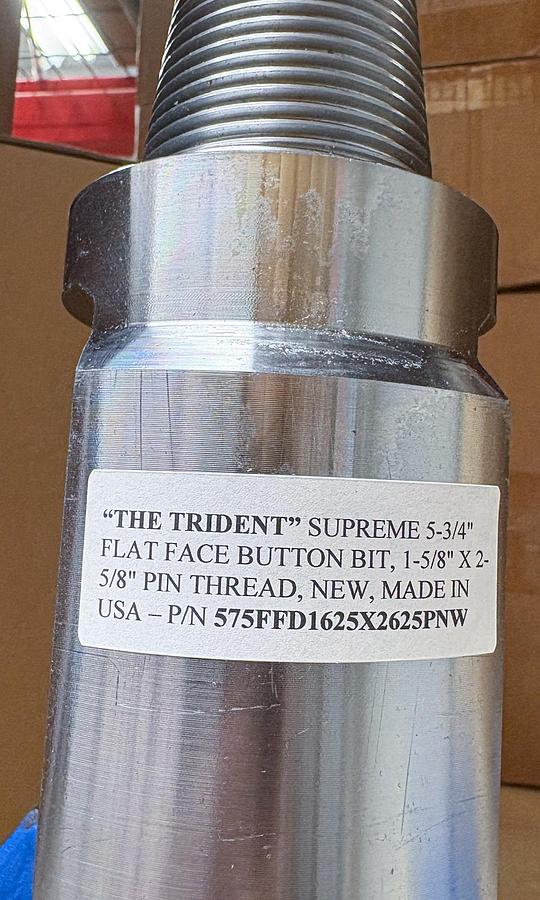 “THE TRIDENT” SUPREME 5-3/4"
FLAT FACE BUTTON BIT, 1-5/8" X 2-
5/8" PIN THREAD, NEW, MADE IN
USA – P/N 575FFD1625X2625PNW